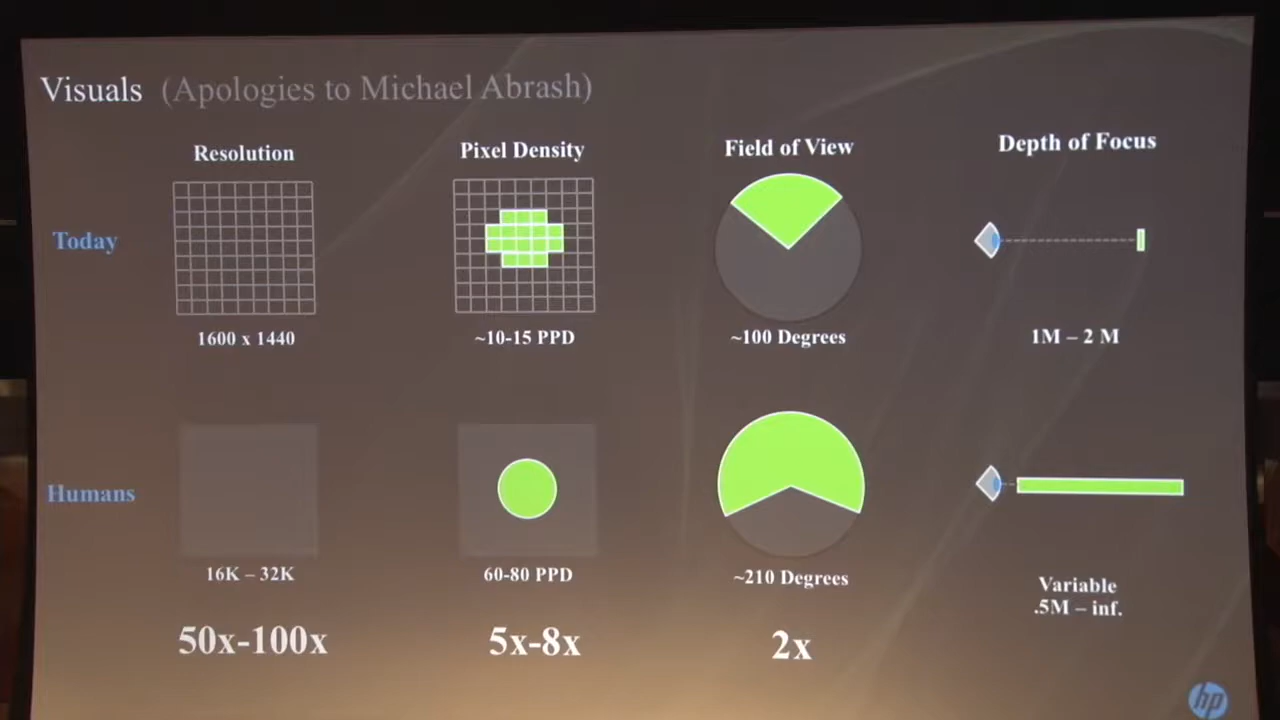 Visuals (Apologies to Michael Abrash)
Resolution Pixel Density Field of View Depth of Focus
Today
1600 x 1440 ~10-15 PPD ~100 Degrees 1M – 2 M
Humans
16K – 32K 60-80 PPD ~210 Degrees Variable
.5M – inf.
50x-100x 5x-8x 2x
hp